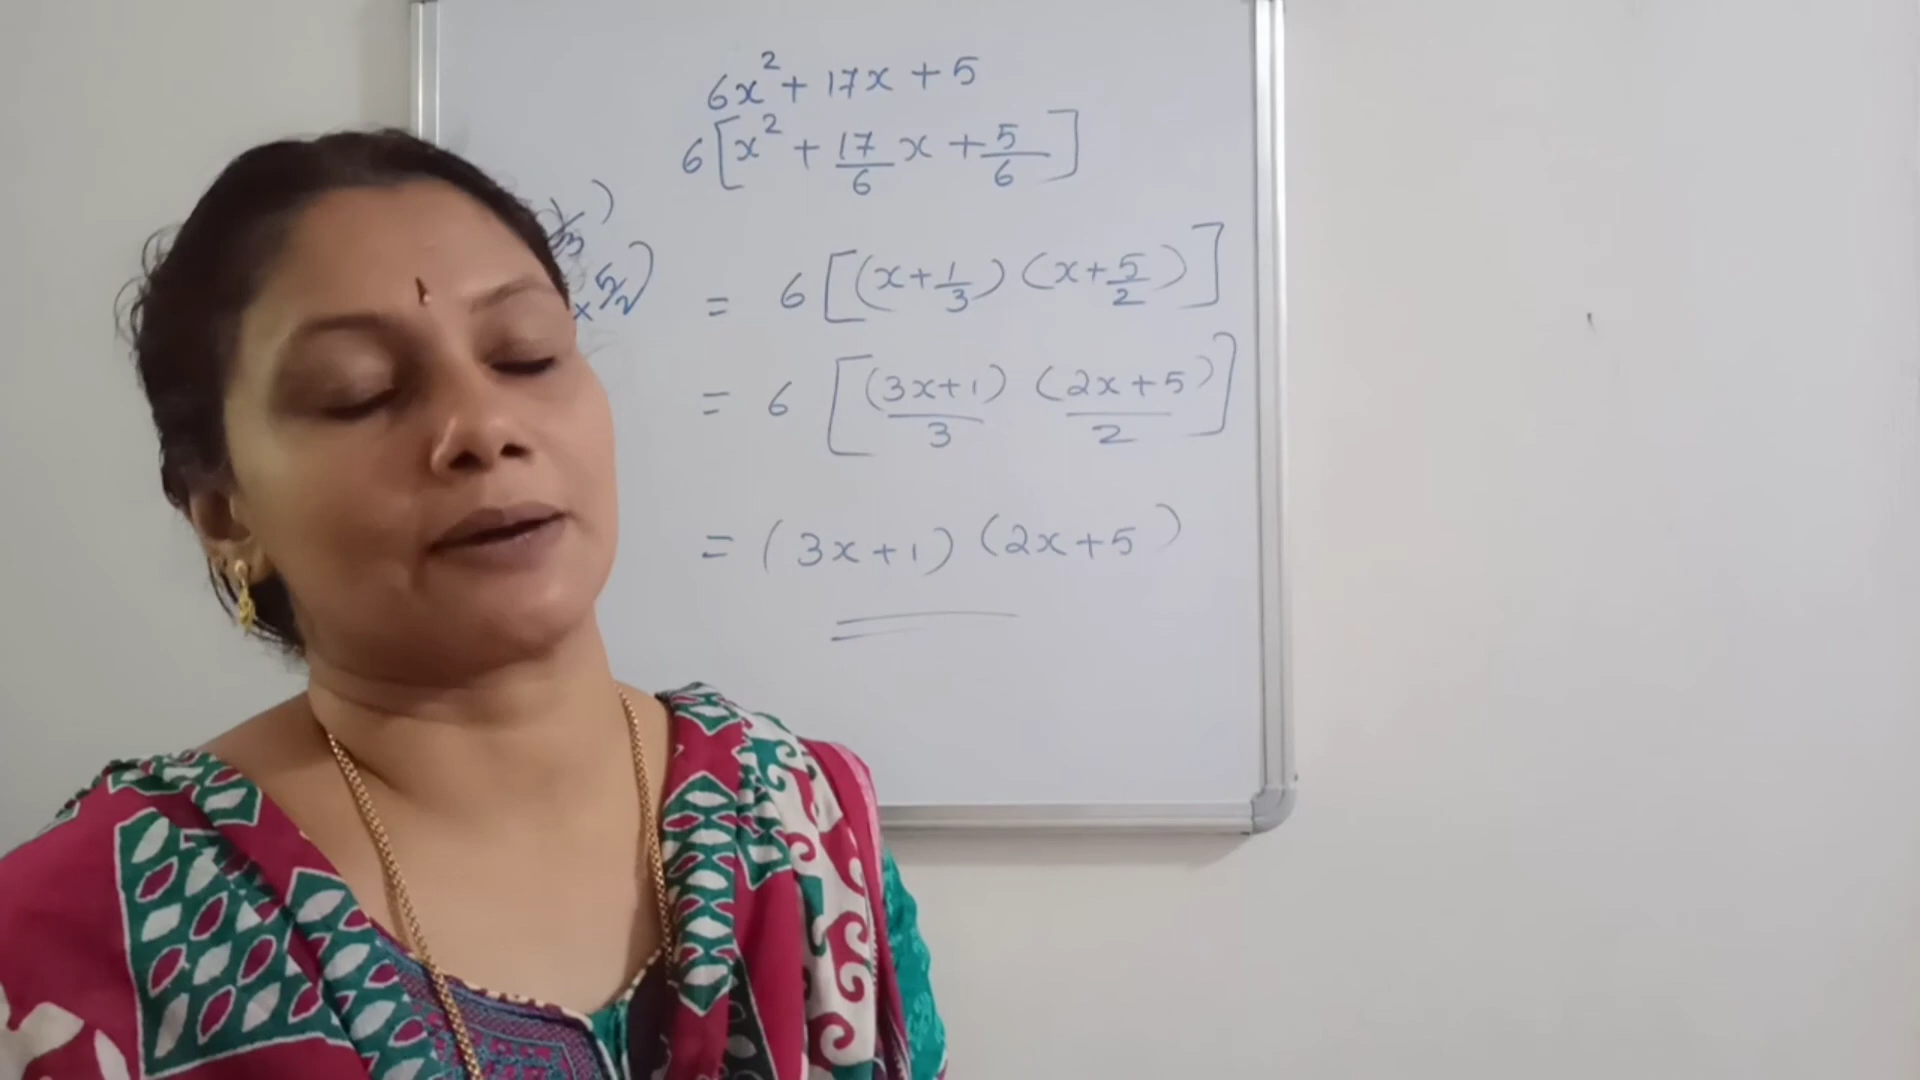 6x² + 17x + 5
6[x² + 17/6 x + 5/6]
= 6[(x + 1/3)(x + 5/2)]
= 6[(3x+1)/3 (2x+5)/2]
= (3x+1)(2x+5)